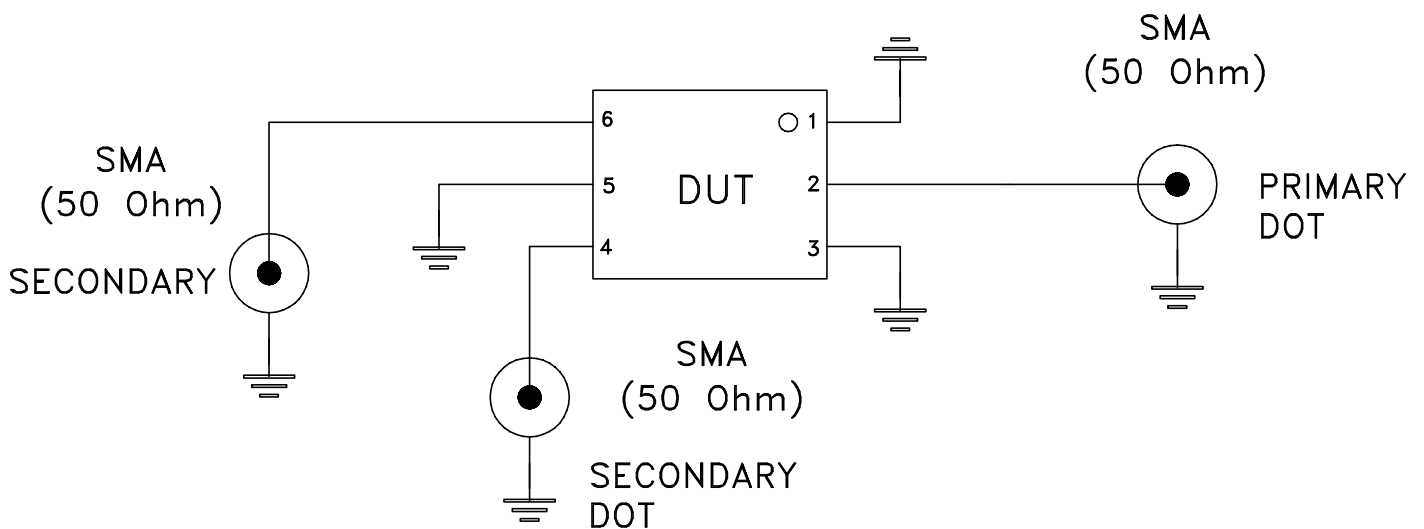 SMA
(50 Ohm)
SMA
(50 Ohm)
SECONDARY
6
5
4
DUT
1
2
3
PRIMARY
DOT
SMA
(50 Ohm)
SECONDARY
DOT